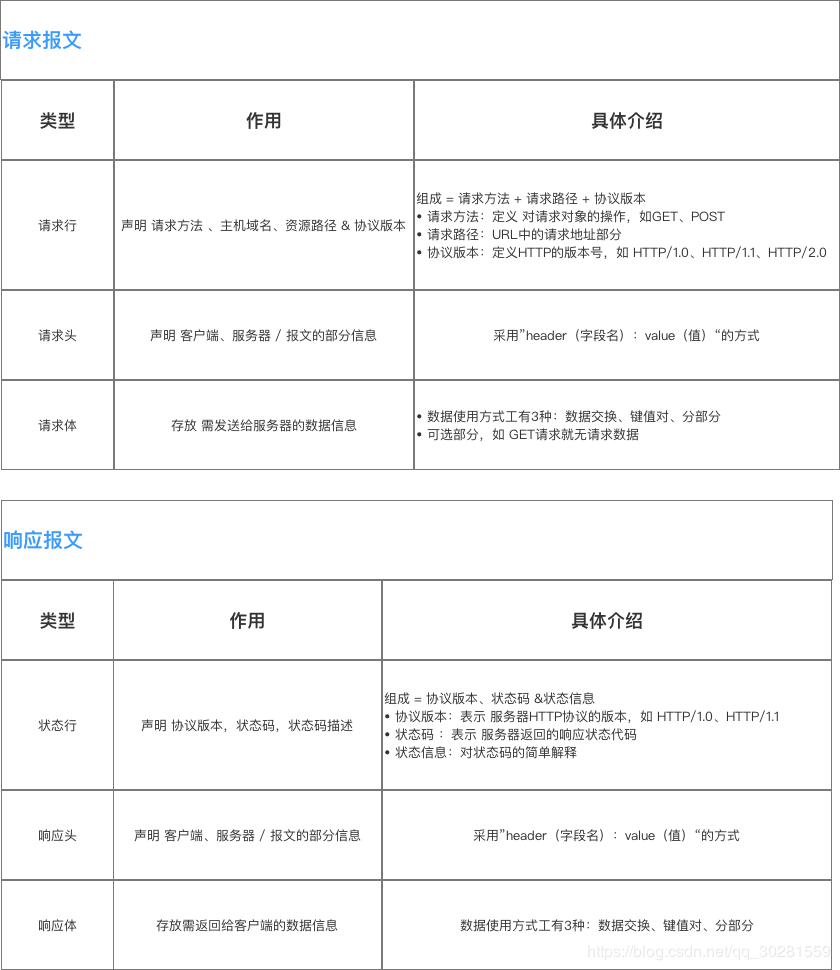 请求报文
类型 作用 具体介绍
请求行 声明 请求方法 、主机域名、资源路径 & 协议版本
组成 = 请求方法 + 请求路径 + 协议版本
• 请求方法：定义 对请求对象的操作，如GET、POST
• 请求路径：URL中的请求地址部分
• 协议版本：定义HTTP的版本号，如 HTTP/1.0、HTTP/1.1、HTTP/2.0
请求头 声明 客户端、服务器 / 报文的部分信息 采用”header（字段名）：value（值）“的方式
请求体 存放 需发送给服务器的数据信息
• 数据使用方式工有3种：数据交换、键值对、分部分
• 可选部分，如 GET请求就无请求数据
响应报文
类型 作用 具体介绍
状态行 声明 协议版本，状态码，状态码描述
组成 = 协议版本、状态码 &状态信息
• 协议版本：表示 服务器HTTP协议的版本，如 HTTP/1.0、HTTP/1.1
• 状态码 ：表示 服务器返回的响应状态代码
• 状态信息：对状态码的简单解释
响应头 声明 客户端、服务器 / 报文的部分信息 采用”header（字段名）：value（值）“的方式
响应体 存放需返回给客户端的数据信息 数据使用方式工有3种：数据交换、键值对、分部分
https://blog.csdn.net/qq_30281559